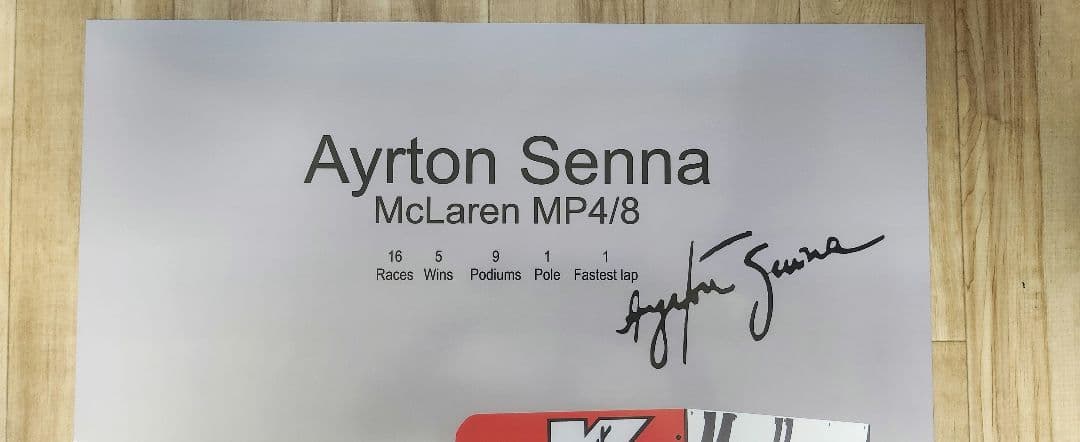 Ayrton Senna
McLaren MP4/8
16 5 9 1 1
Races Wins Podiums Pole Fastest lap
Ayrton Senna